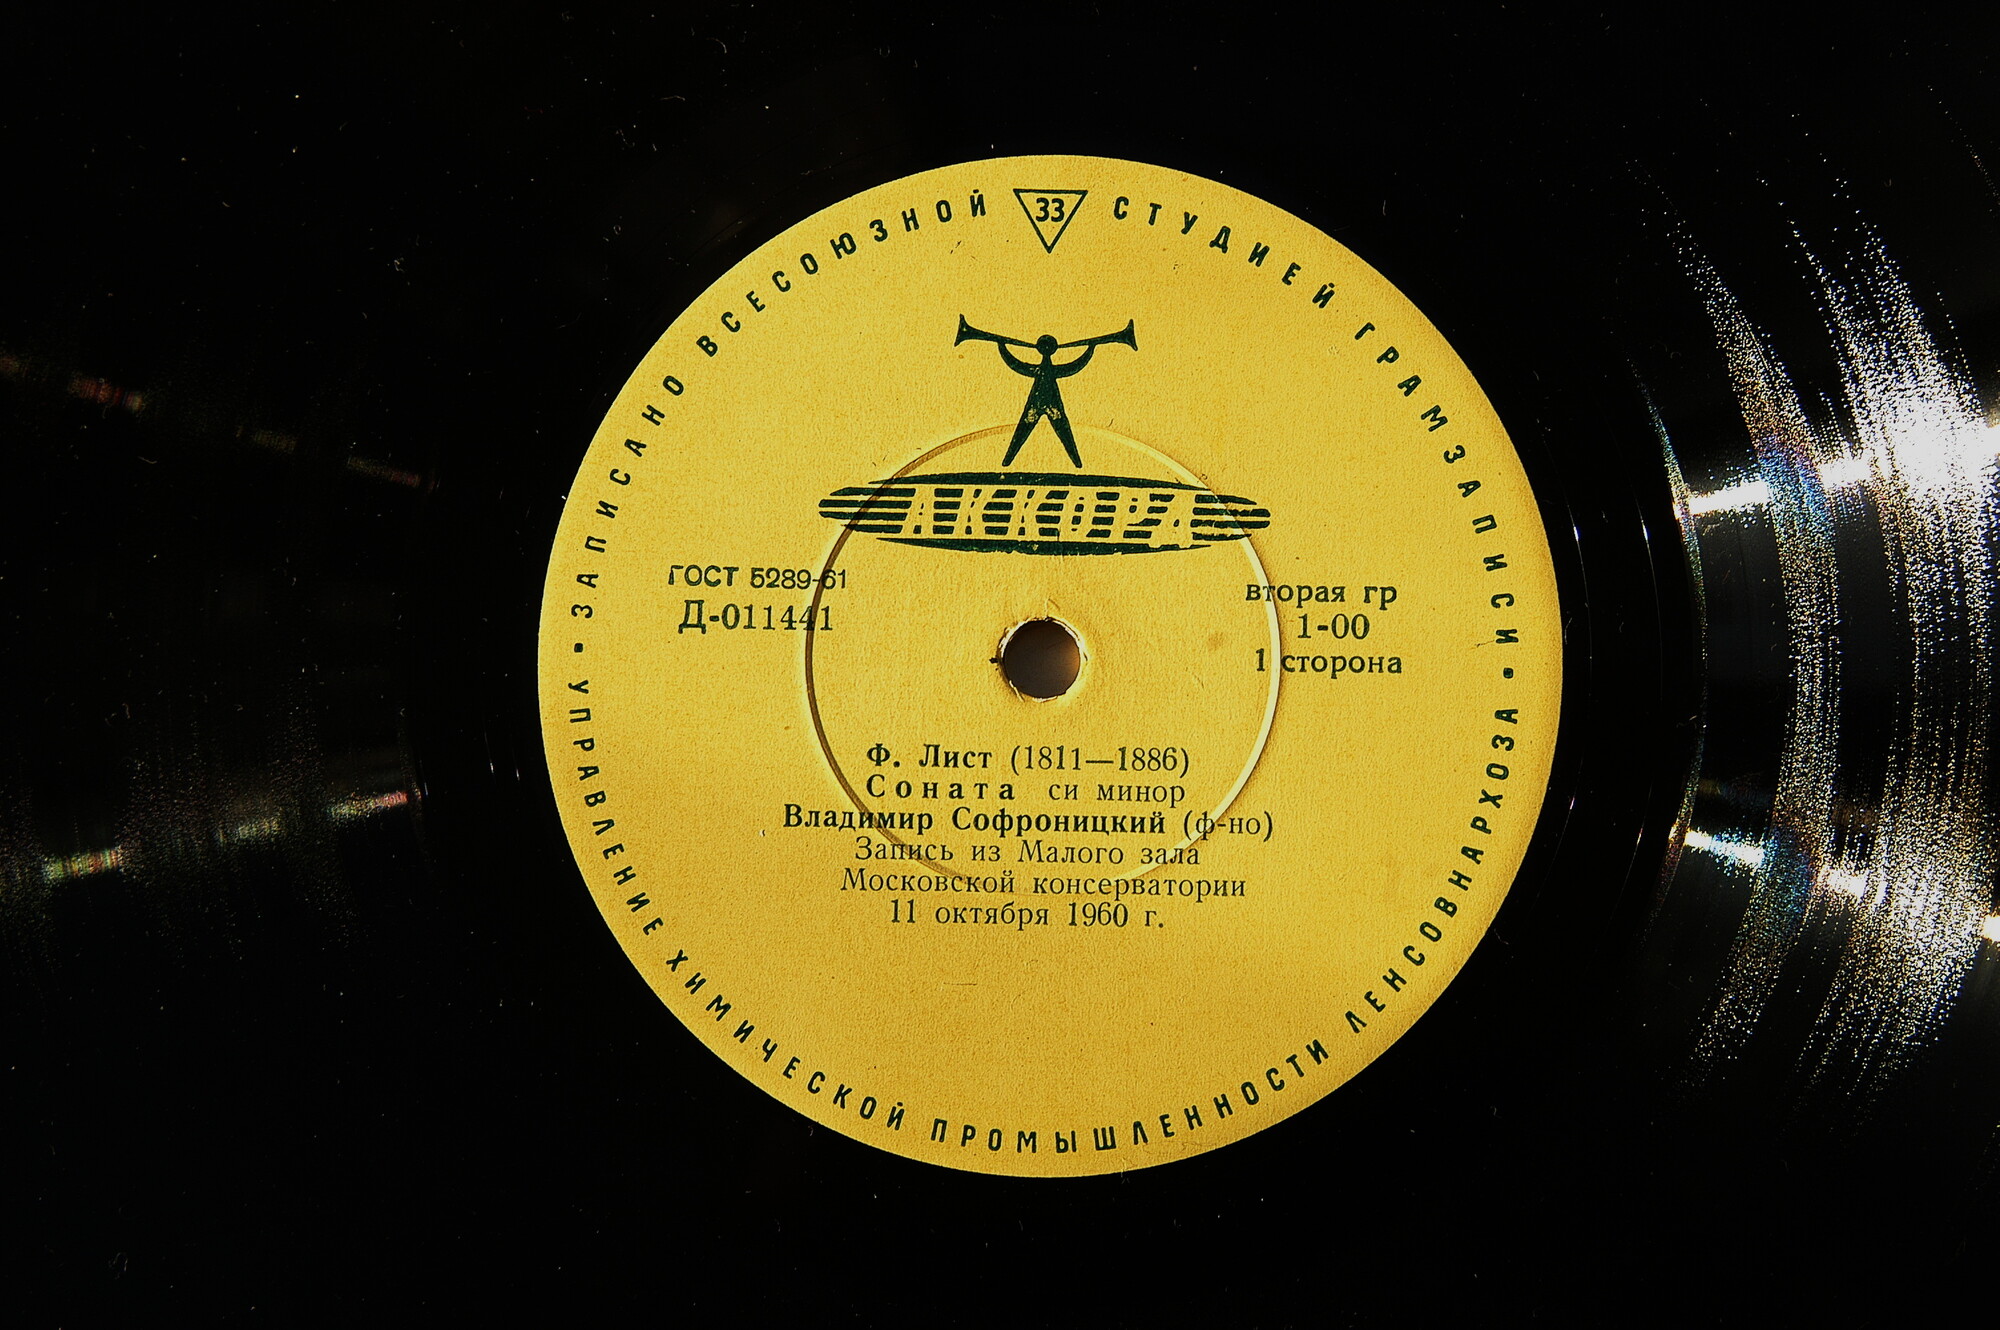 ЗАПИСАНО ВСЕСОЮЗНОЙ СТУДИЕЙ ГРАМЗАПИСИ
33
АККОРД
ГОСТ 5289-61
Д-011441
вторая гр
1-00
1 сторона
Ф. Лист (1811—1886)
Соната си минор
Владимир Софроницкий (ф-но)
Запись из Малого зала
Московской консерватории
11 октября 1960 г.
УПРАВЛЕНИЕ ХИМИЧЕСКОЙ ПРОМЫШЛЕННОСТИ ЛЕНСОВНАРХОЗА